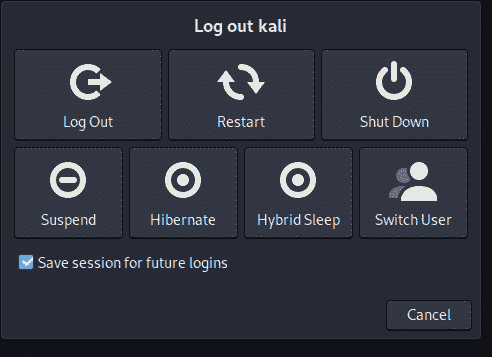 Log out kali
Log Out Restart Shut Down
Suspend Hibernate Hybrid Sleep Switch User
Save session for future logins
Cancel